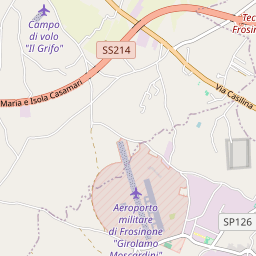 Campo
di volo
"Il Grifo"
SS214
Frosin
Maria e Isola Casamari
Via Casilina
Aeroporto
militare
di Frosinone
"Girolamo
Moscardini"
SP126